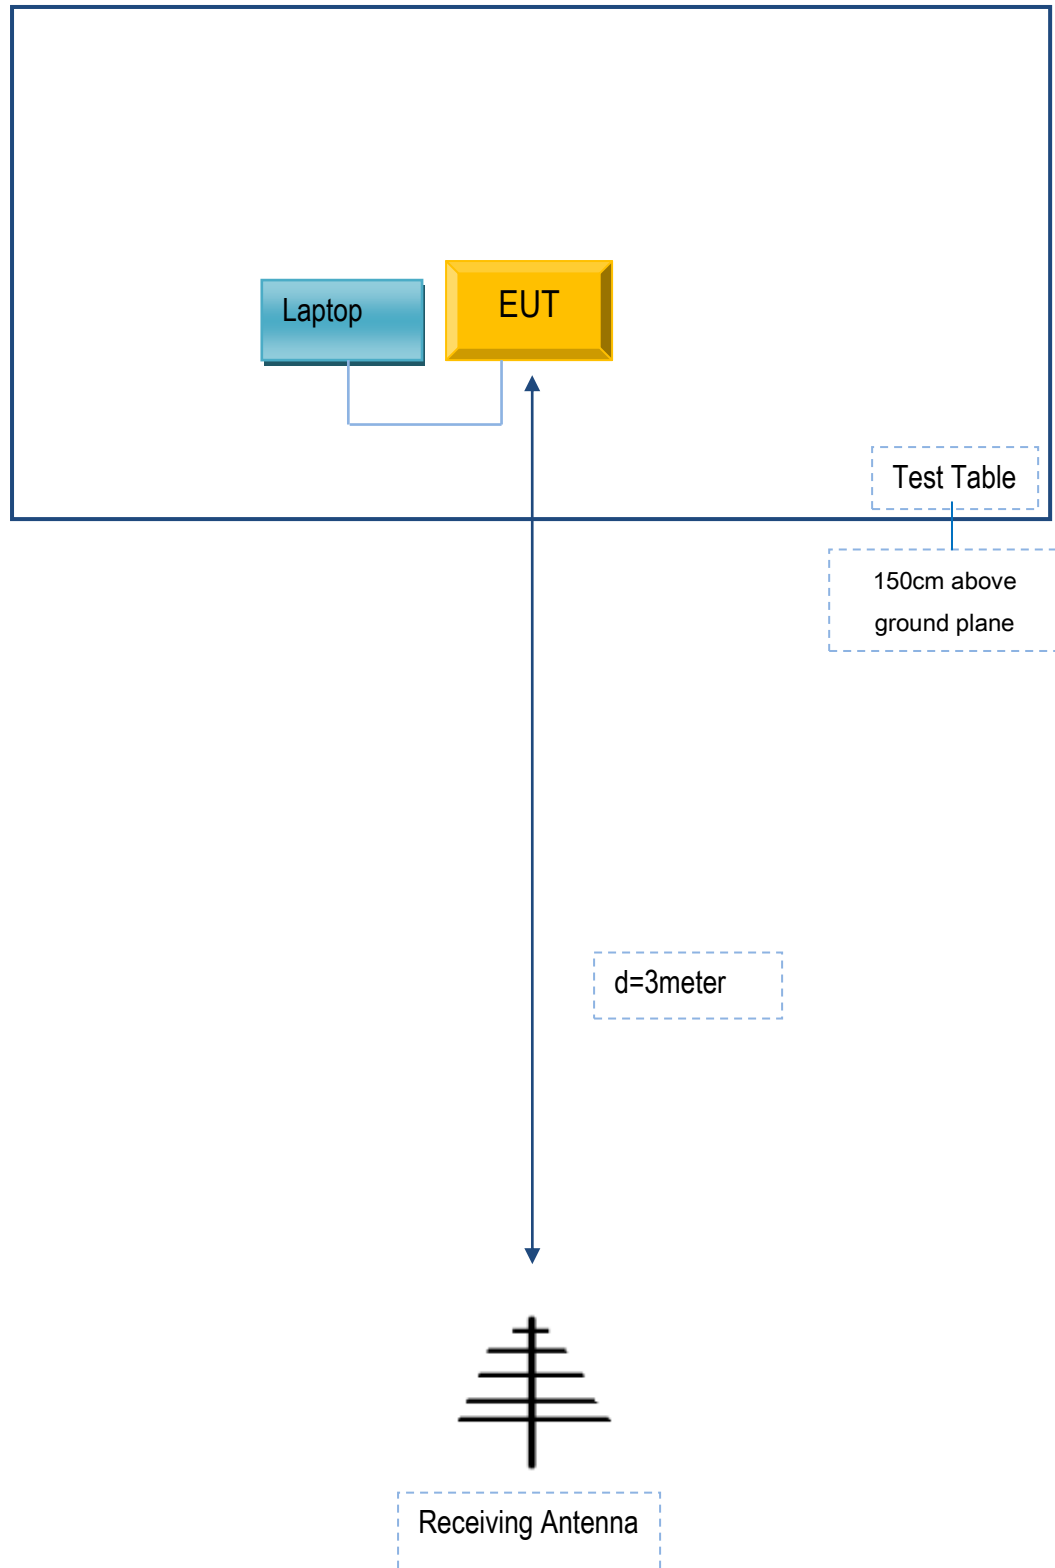 Laptop
EUT
Test Table
150cm above
ground plane
d=3meter
Receiving Antenna